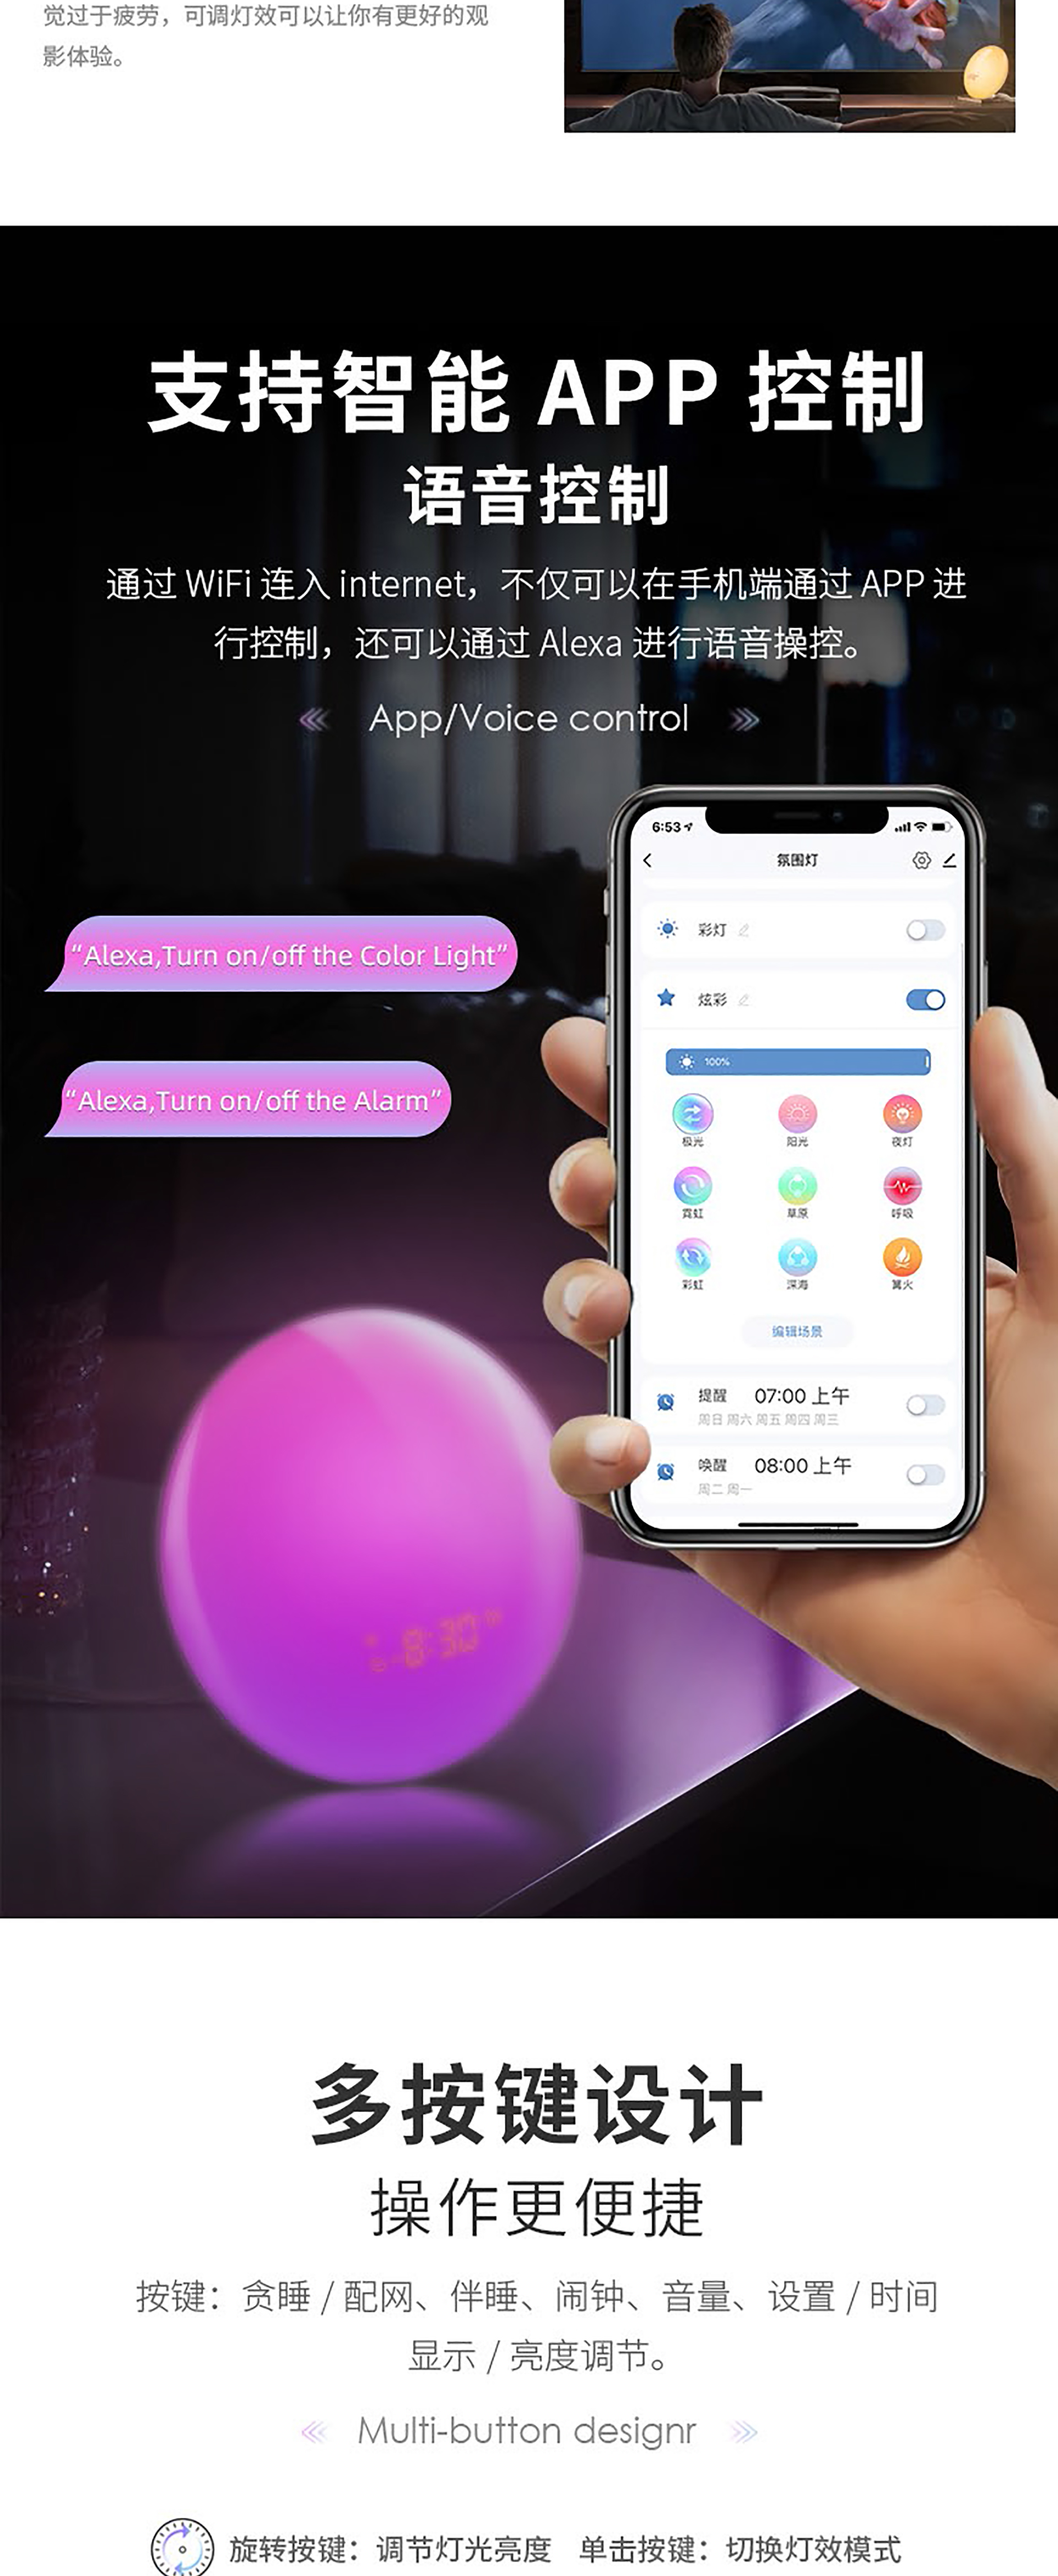 觉过于疲劳，可调灯效可以让你有更好的观
影体验。
支持智能 APP 控制
语音控制
通过 WiFi 连入 internet，不仅可以在手机端通过 APP 进
行控制，还可以通过 Alexa 进行语音操控。
App/Voice control
6:53
氛围灯
彩灯
“Alexa,Turn on/off the Color Light”
炫彩
100%
“Alexa,Turn on/off the Alarm”
极光 阳光 夜灯
霓虹 草原 呼吸
彩虹 深海 篝火
编辑场景
提醒 07:00 上午
周日 周六 周五 周四 周三
唤醒 08:00 上午
周二 周一
8:30
多按键设计
操作更便捷
按键：贪睡 / 配网、伴睡、闹钟、音量、设置 / 时间
显示 / 亮度调节。
Multi-button designr
旋转按键：调节灯光亮度 单击按键：切换灯效模式